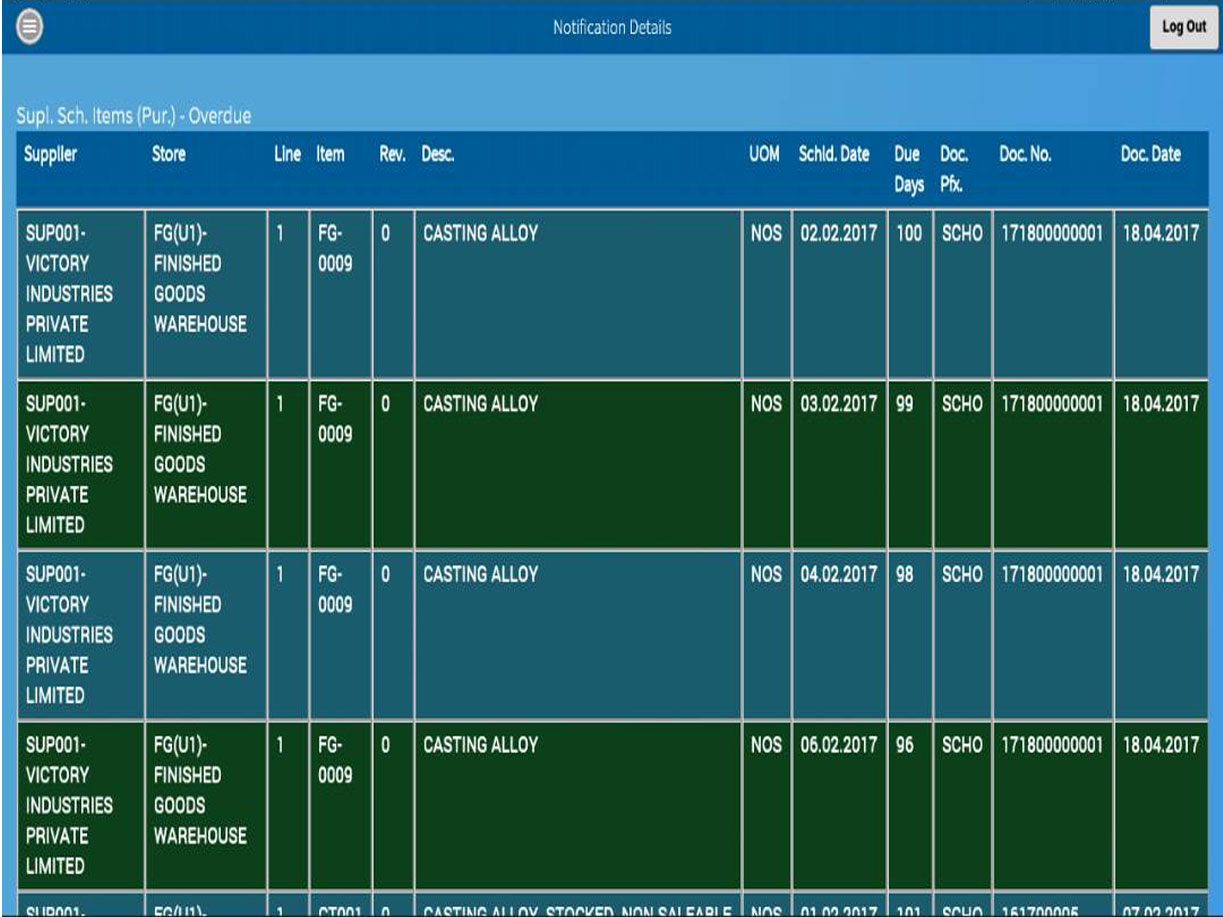 Notification Details
Log Out
Supl. Sch. Items (Pur.) - Overdue
Supplier Store Line Item Rev. Desc. UOM Schld. Date Due Doc. Doc. No. Doc. Date
Days Pfx.
SUP001- FG(U1)- 1 FG- 0 CASTING ALLOY NOS 02.02.2017 100 SCHO 171800000001 18.04.2017
VICTORY FINISHED 0009
INDUSTRIES GOODS
PRIVATE WAREHOUSE
LIMITED
SUP001- FG(U1)- 1 FG- 0 CASTING ALLOY NOS 03.02.2017 99 SCHO 171800000001 18.04.2017
VICTORY FINISHED 0009
INDUSTRIES GOODS
PRIVATE WAREHOUSE
LIMITED
SUP001- FG(U1)- 1 FG- 0 CASTING ALLOY NOS 04.02.2017 98 SCHO 171800000001 18.04.2017
VICTORY FINISHED 0009
INDUSTRIES GOODS
PRIVATE WAREHOUSE
LIMITED
SUP001- FG(U1)- 1 FG- 0 CASTING ALLOY NOS 06.02.2017 96 SCHO 171800000001 18.04.2017
VICTORY FINISHED 0009
INDUSTRIES GOODS
PRIVATE WAREHOUSE
LIMITED
SUP001- FG(U1)- 1 CT001 0 CASTING ALLOY, STOCKED, NON SALEABLE NOS 01.02.2017 101 SCHO 161700005 07.02.2017